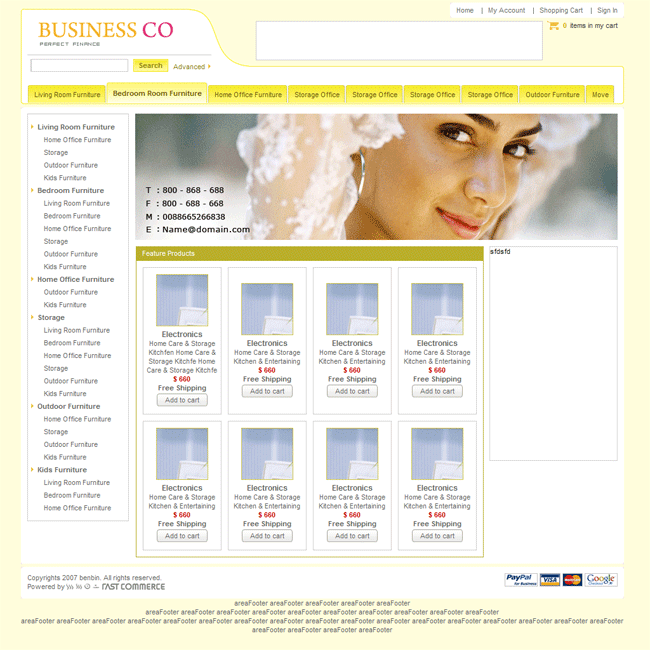 Home | My Account | Shopping Cart | Sign In
BUSINESS CO
PERFECT FINANCE
0 items in my cart
Search
Advanced
Living Room Furniture
Bedroom Room Furniture
Home Office Furniture
Storage Office
Storage Office
Storage Office
Storage Office
Outdoor Furniture
Move
Living Room Furniture
Home Office Furniture
Storage
Outdoor Furniture
Kids Furniture
Bedroom Furniture
Living Room Furniture
Bedroom Furniture
Home Office Furniture
Storage
Outdoor Furniture
Kids Furniture
Home Office Furniture
Outdoor Furniture
Kids Furniture
Storage
Living Room Furniture
Bedroom Furniture
Home Office Furniture
Storage
Outdoor Furniture
Kids Furniture
Outdoor Furniture
Home Office Furniture
Storage
Outdoor Furniture
Kids Furniture
Kids Furniture
Living Room Furniture
Bedroom Furniture
Home Office Furniture
T : 800 - 868 - 688
F : 800 - 688 - 668
M : 0088665266838
E : Name@domain.com
Feature Products
Electronics
Home Care & Storage
Kitchfen Home Care &
Storage Kitchfe Home
Care & Storage Kitchfe
$ 660
Free Shipping
Add to cart
Electronics
Home Care & Storage
Kitchen & Entertaining
$ 660
Free Shipping
Add to cart
Electronics
Home Care & Storage
Kitchen & Entertaining
$ 660
Free Shipping
Add to cart
Electronics
Home Care & Storage
Kitchen & Entertaining
$ 660
Free Shipping
Add to cart
Electronics
Home Care & Storage
Kitchen & Entertaining
$ 660
Free Shipping
Add to cart
Electronics
Home Care & Storage
Kitchen & Entertaining
$ 660
Free Shipping
Add to cart
Electronics
Home Care & Storage
Kitchen & Entertaining
$ 660
Free Shipping
Add to cart
Electronics
Home Care & Storage
Kitchen & Entertaining
$ 660
Free Shipping
Add to cart
sfdsfd
Copyrights 2007 benbin. All rights reserved.
Powered by FAST COMMERCE
PayPal
for Business
VISA
MasterCard
Google
Checkout
areaFooter areaFooter areaFooter areaFooter areaFooter
areaFooter areaFooter areaFooter areaFooter areaFooter areaFooter areaFooter areaFooter areaFooter areaFooter
areaFooter areaFooter areaFooter areaFooter areaFooter areaFooter areaFooter areaFooter areaFooter areaFooter areaFooter areaFooter areaFooter areaFooter areaFooter areaFooter areaFooter
areaFooter areaFooter areaFooter areaFooter